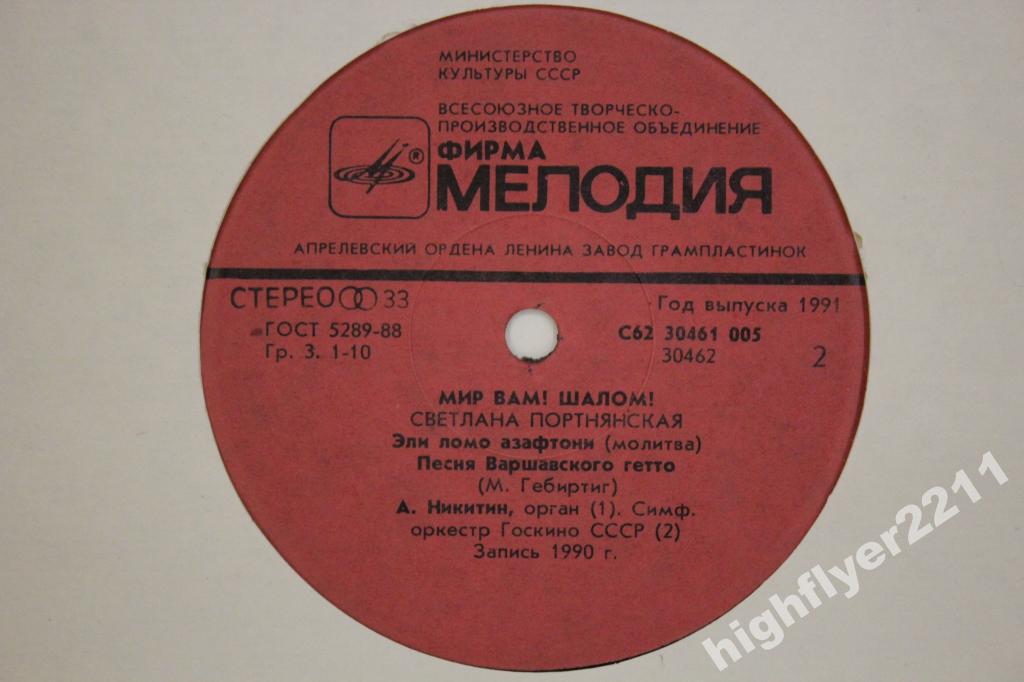 МИНИСТЕРСТВО
КУЛЬТУРЫ СССР
ВСЕСОЮЗНОЕ ТВОРЧЕСКО-
ПРОИЗВОДСТВЕННОЕ ОБЪЕДИНЕНИЕ
ФИРМА
®
МЕЛОДИЯ
АПРЕЛЕВСКИЙ ОРДЕНА ЛЕНИНА ЗАВОД ГРАМПЛАСТИНОК
СТЕРЕО 33
Год выпуска 1991
ГОСТ 5289-88
С62 30461 005
Гр. 3. 1-10
30462
2
МИР ВАМ! ШАЛОМ!
СВЕТЛАНА ПОРТНЯНСКАЯ
Эли ломо азафтони (молитва)
Песня Варшавского гетто
(М. Гебиртиг)
А. Никитин, орган (1). Симф.
оркестр Госкино СССР (2)
Запись 1990 г.
highflyer2211